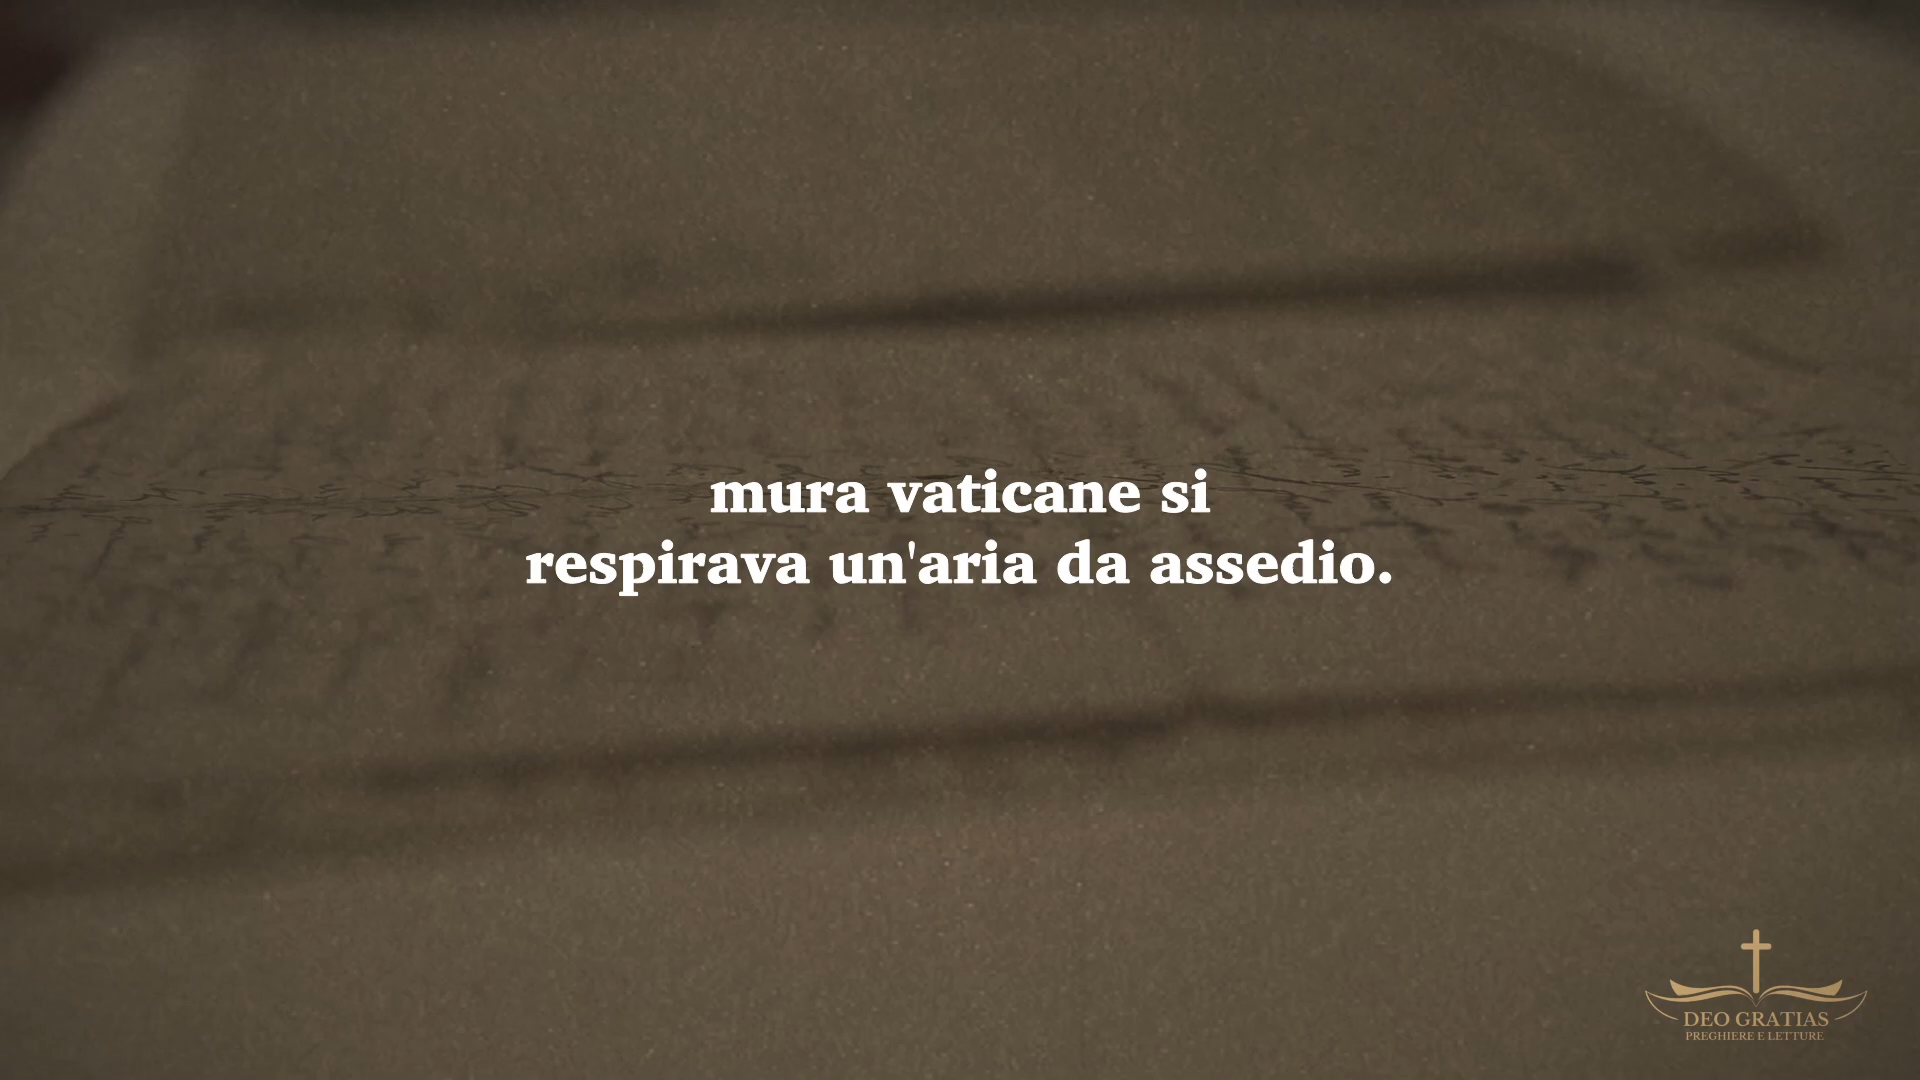 mura vaticane si
respirava un'aria da assedio.
DEO GRATIAS
PREGHIERE E LETTURE